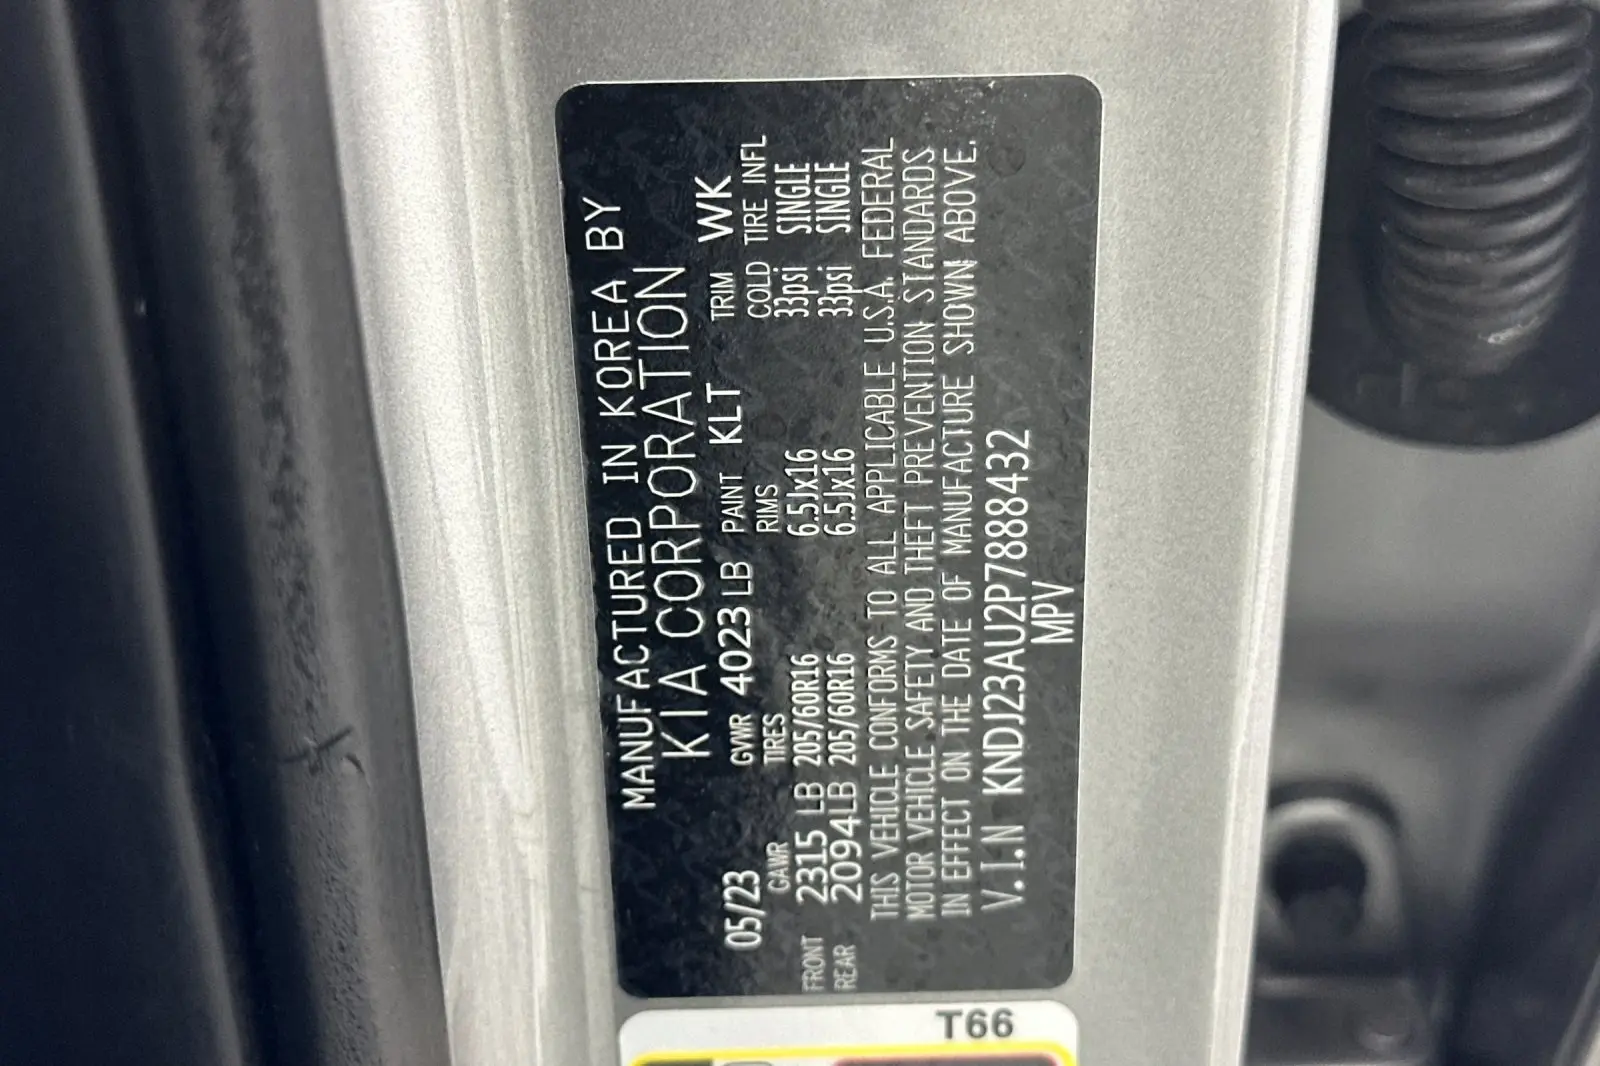 MANUFACTURED IN KOREA BY
KIA CORPORATION
05/23 GVWR 4023 LB PAINT KLT TRIM WK
GAWR TIRES RIMS COLD TIRE INFL
FRONT 2315 LB 205/60R16 6.5Jx16 33psi SINGLE
REAR 2094LB 205/60R16 6.5Jx16 33psi SINGLE
THIS VEHICLE CONFORMS TO ALL APPLICABLE U.S.A. FEDERAL
MOTOR VEHICLE SAFETY AND THEFT PREVENTION STANDARDS
IN EFFECT ON THE DATE OF MANUFACTURE SHOWN ABOVE.
V.I.N KNDJ23AU2P7888432
MPV
T66